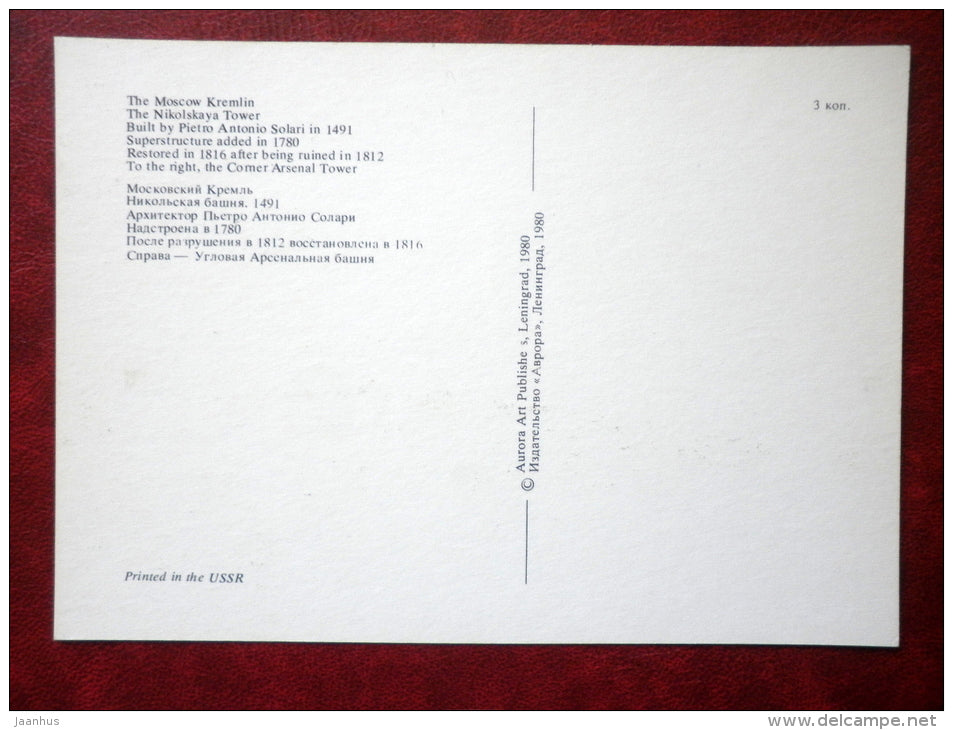 The Moscow Kremlin
The Nikolskaya Tower
Built by Pietro Antonio Solari in 1491
Superstructure added in 1780
Restored in 1816 after being ruined in 1812
To the right, the Corner Arsenal Tower
Московский Кремль
Никольская башня. 1491
Архитектор Пьетро Антонио Солари
Надстроена в 1780
После разрушения в 1812 восстановлена в 1816
Справа — Угловая Арсенальная башня
3 коп.
© Aurora Art Publishe s, Leningrad, 1980
Издательство «Аврора», Ленинград, 1980
Printed in the USSR
jaanhus
www.delcampe.net